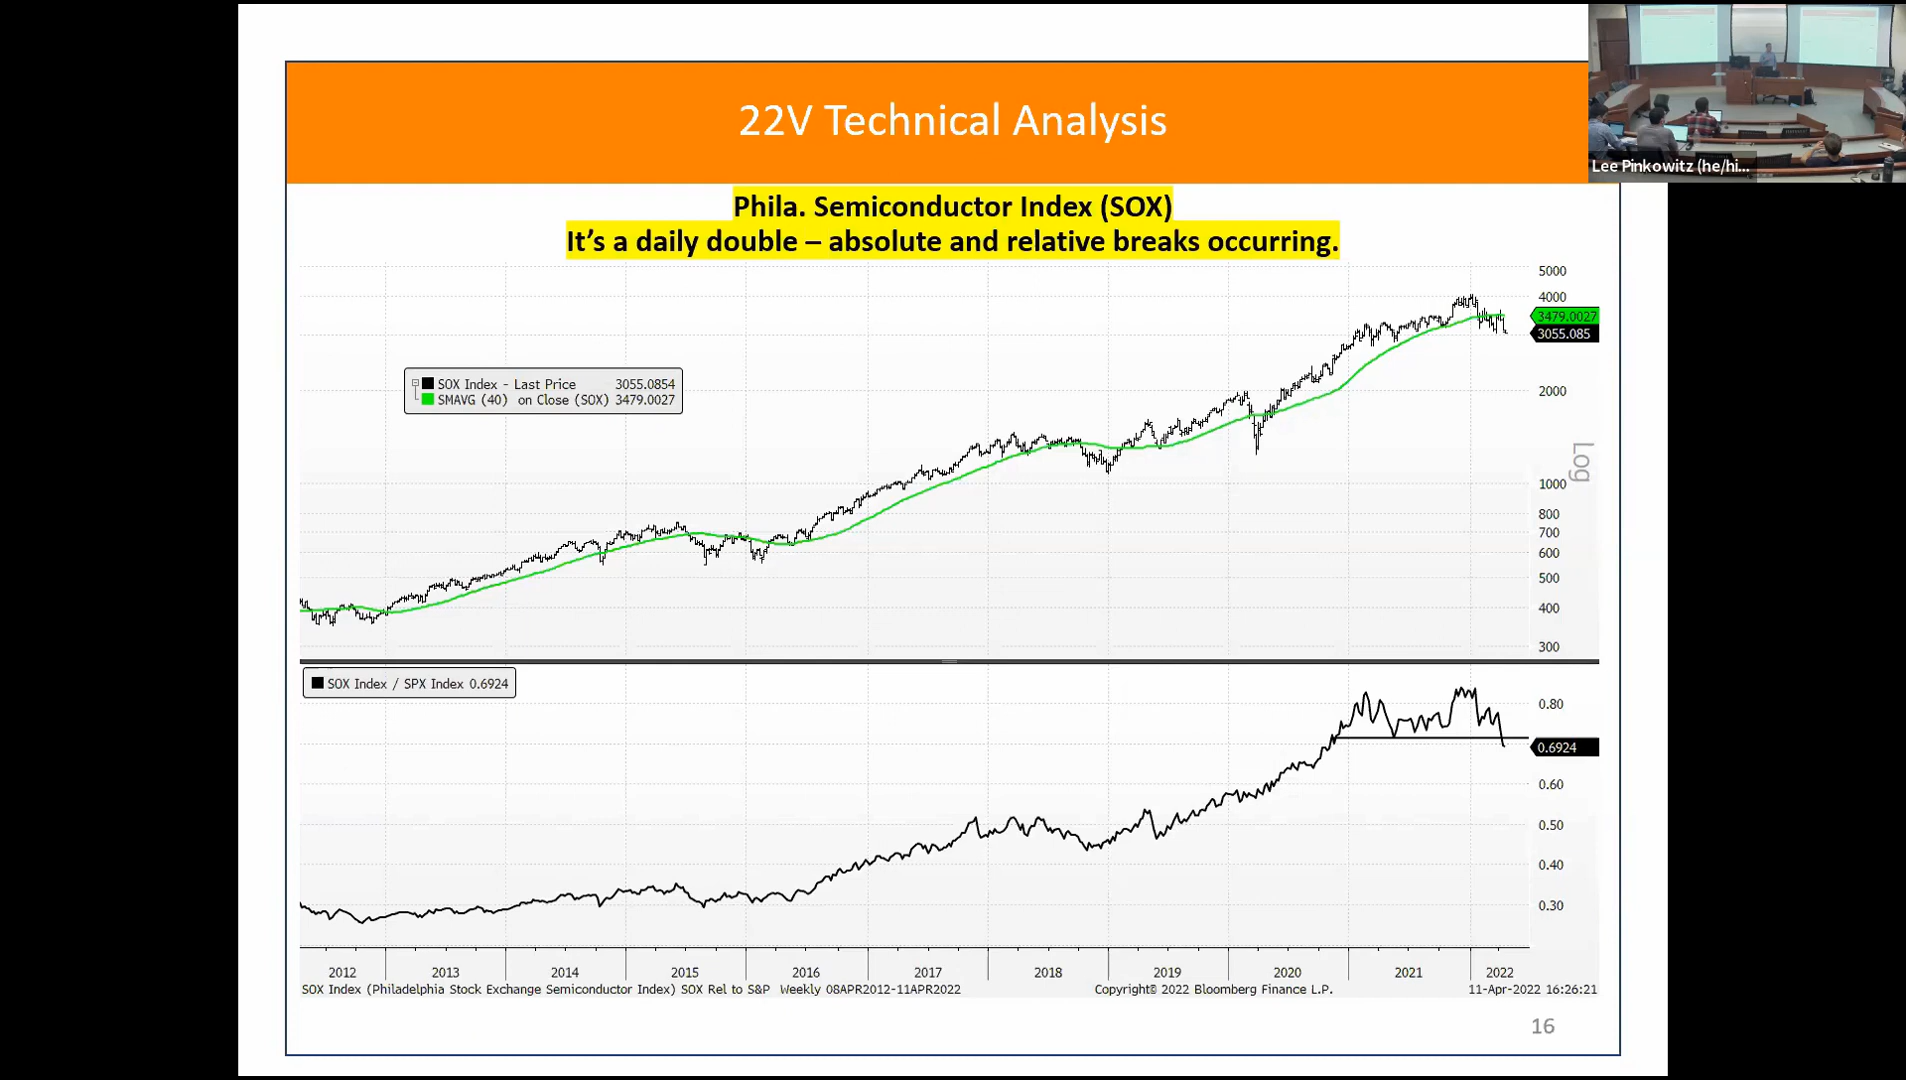 22V Technical Analysis
Lee Pinkowitz (he/hi...
Phila. Semiconductor Index (SOX)
It's a daily double – absolute and relative breaks occurring.
5000
4000
3479.0027
3055.085
SOX Index - Last Price 3055.0854
SMAVG (40) on Close (SOX) 3479.0027
2000
Log
1000
800
700
600
500
400
300
SOX Index / SPX Index 0.6924
0.80
0.6924
0.60
0.50
0.40
0.30
2012 2013 2014 2015 2016 2017 2018 2019 2020 2021 2022
SOX Index (Philadelphia Stock Exchange Semiconductor Index) SOX Rel to S&P Weekly 08APR2012-11APR2022 Copyright© 2022 Bloomberg Finance L.P. 11-Apr-2022 16:26:21
16